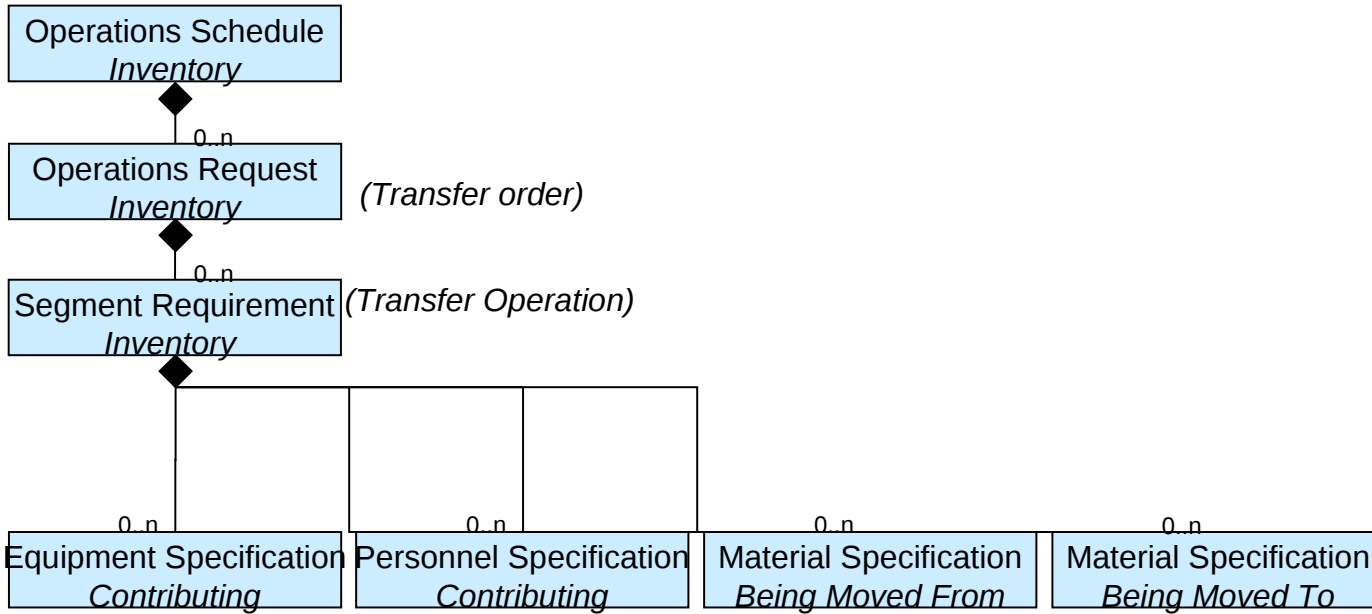 Operations Schedule
Inventory
0..n
Operations Request
Inventory
(Transfer order)
0..n
Segment Requirement
Inventory
(Transfer Operation)
0..n
0..n
0..n
0..n
Equipment Specification
Contributing
Personnel Specification
Contributing
Material Specification
Being Moved From
Material Specification
Being Moved To